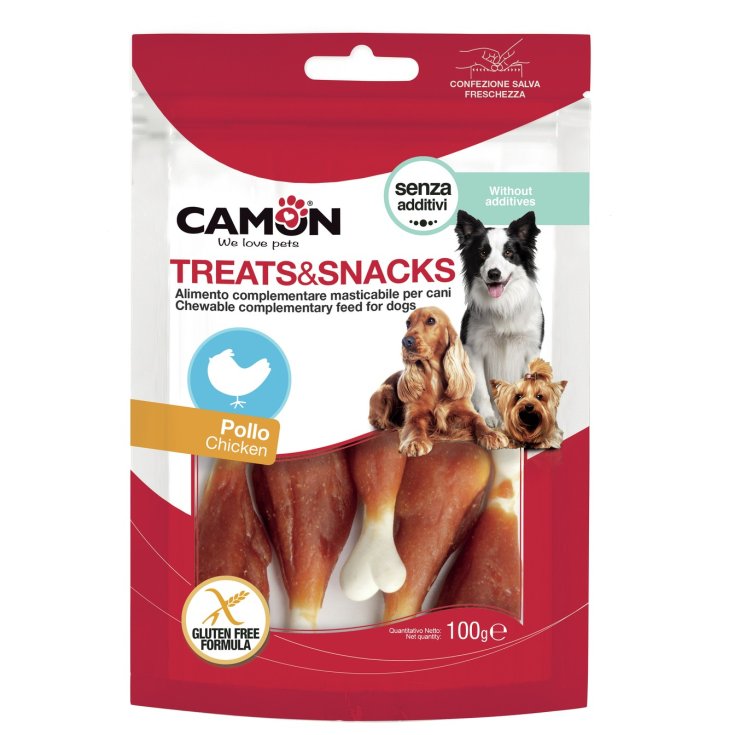 CONFEZIONE SALVA
FRESCHEZZA
senza
additivi
Without
additives
CAMON®
We love pets
TREATS&SNACKS
Alimento complementare masticabile per cani
Chewable complementary feed for dogs
Pollo
Chicken
GLUTEN FREE
FORMULA
Quantitativo Netto:
Net quantity:
100g℮